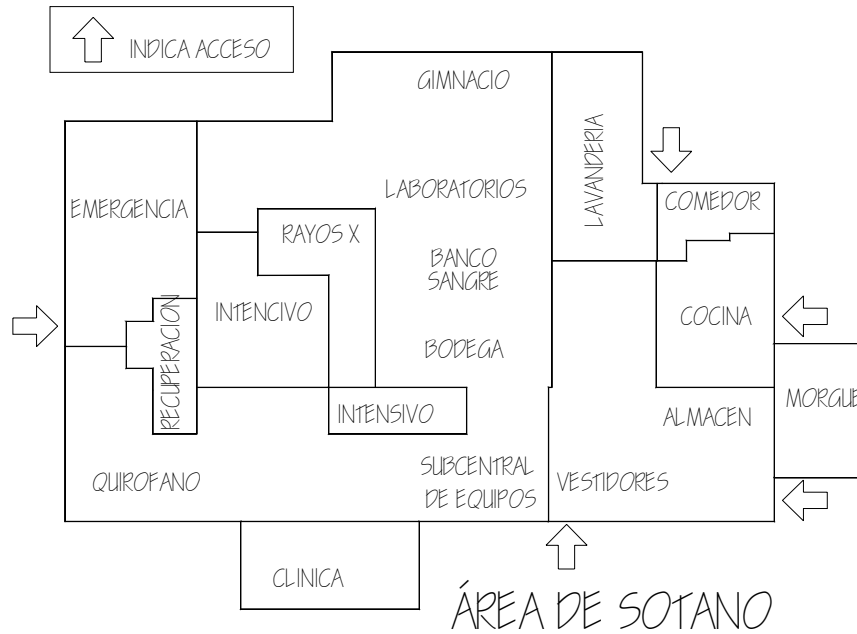 INDICA ACCESO
GIMNACIO
LAVANDERIA
EMERGENCIA
LABORATORIOS
COMEDOR
RAYOS X
BANCO
SANGRE
INTENCIVO
COCINA
RECUPERACION
BODEGA
INTENSIVO
ALMACEN
MORGUE
QUIROFANO
SUBCENTRAL
DE EQUIPOS
VESTIDORES
CLINICA
ÁREA DE SOTANO